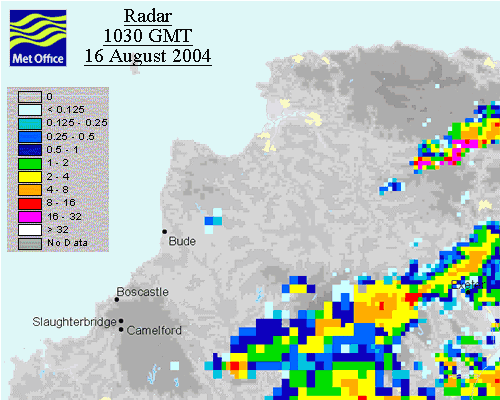 Met Office
Radar
1030 GMT
16 August 2004
0
< 0.125
0.125 - 0.25
0.25 - 0.5
0.5 - 1
1 - 2
2 - 4
4 - 8
8 - 16
16 - 32
> 32
No Data
Bude
Exeter
Boscastle
Slaughterbridge
Camelford